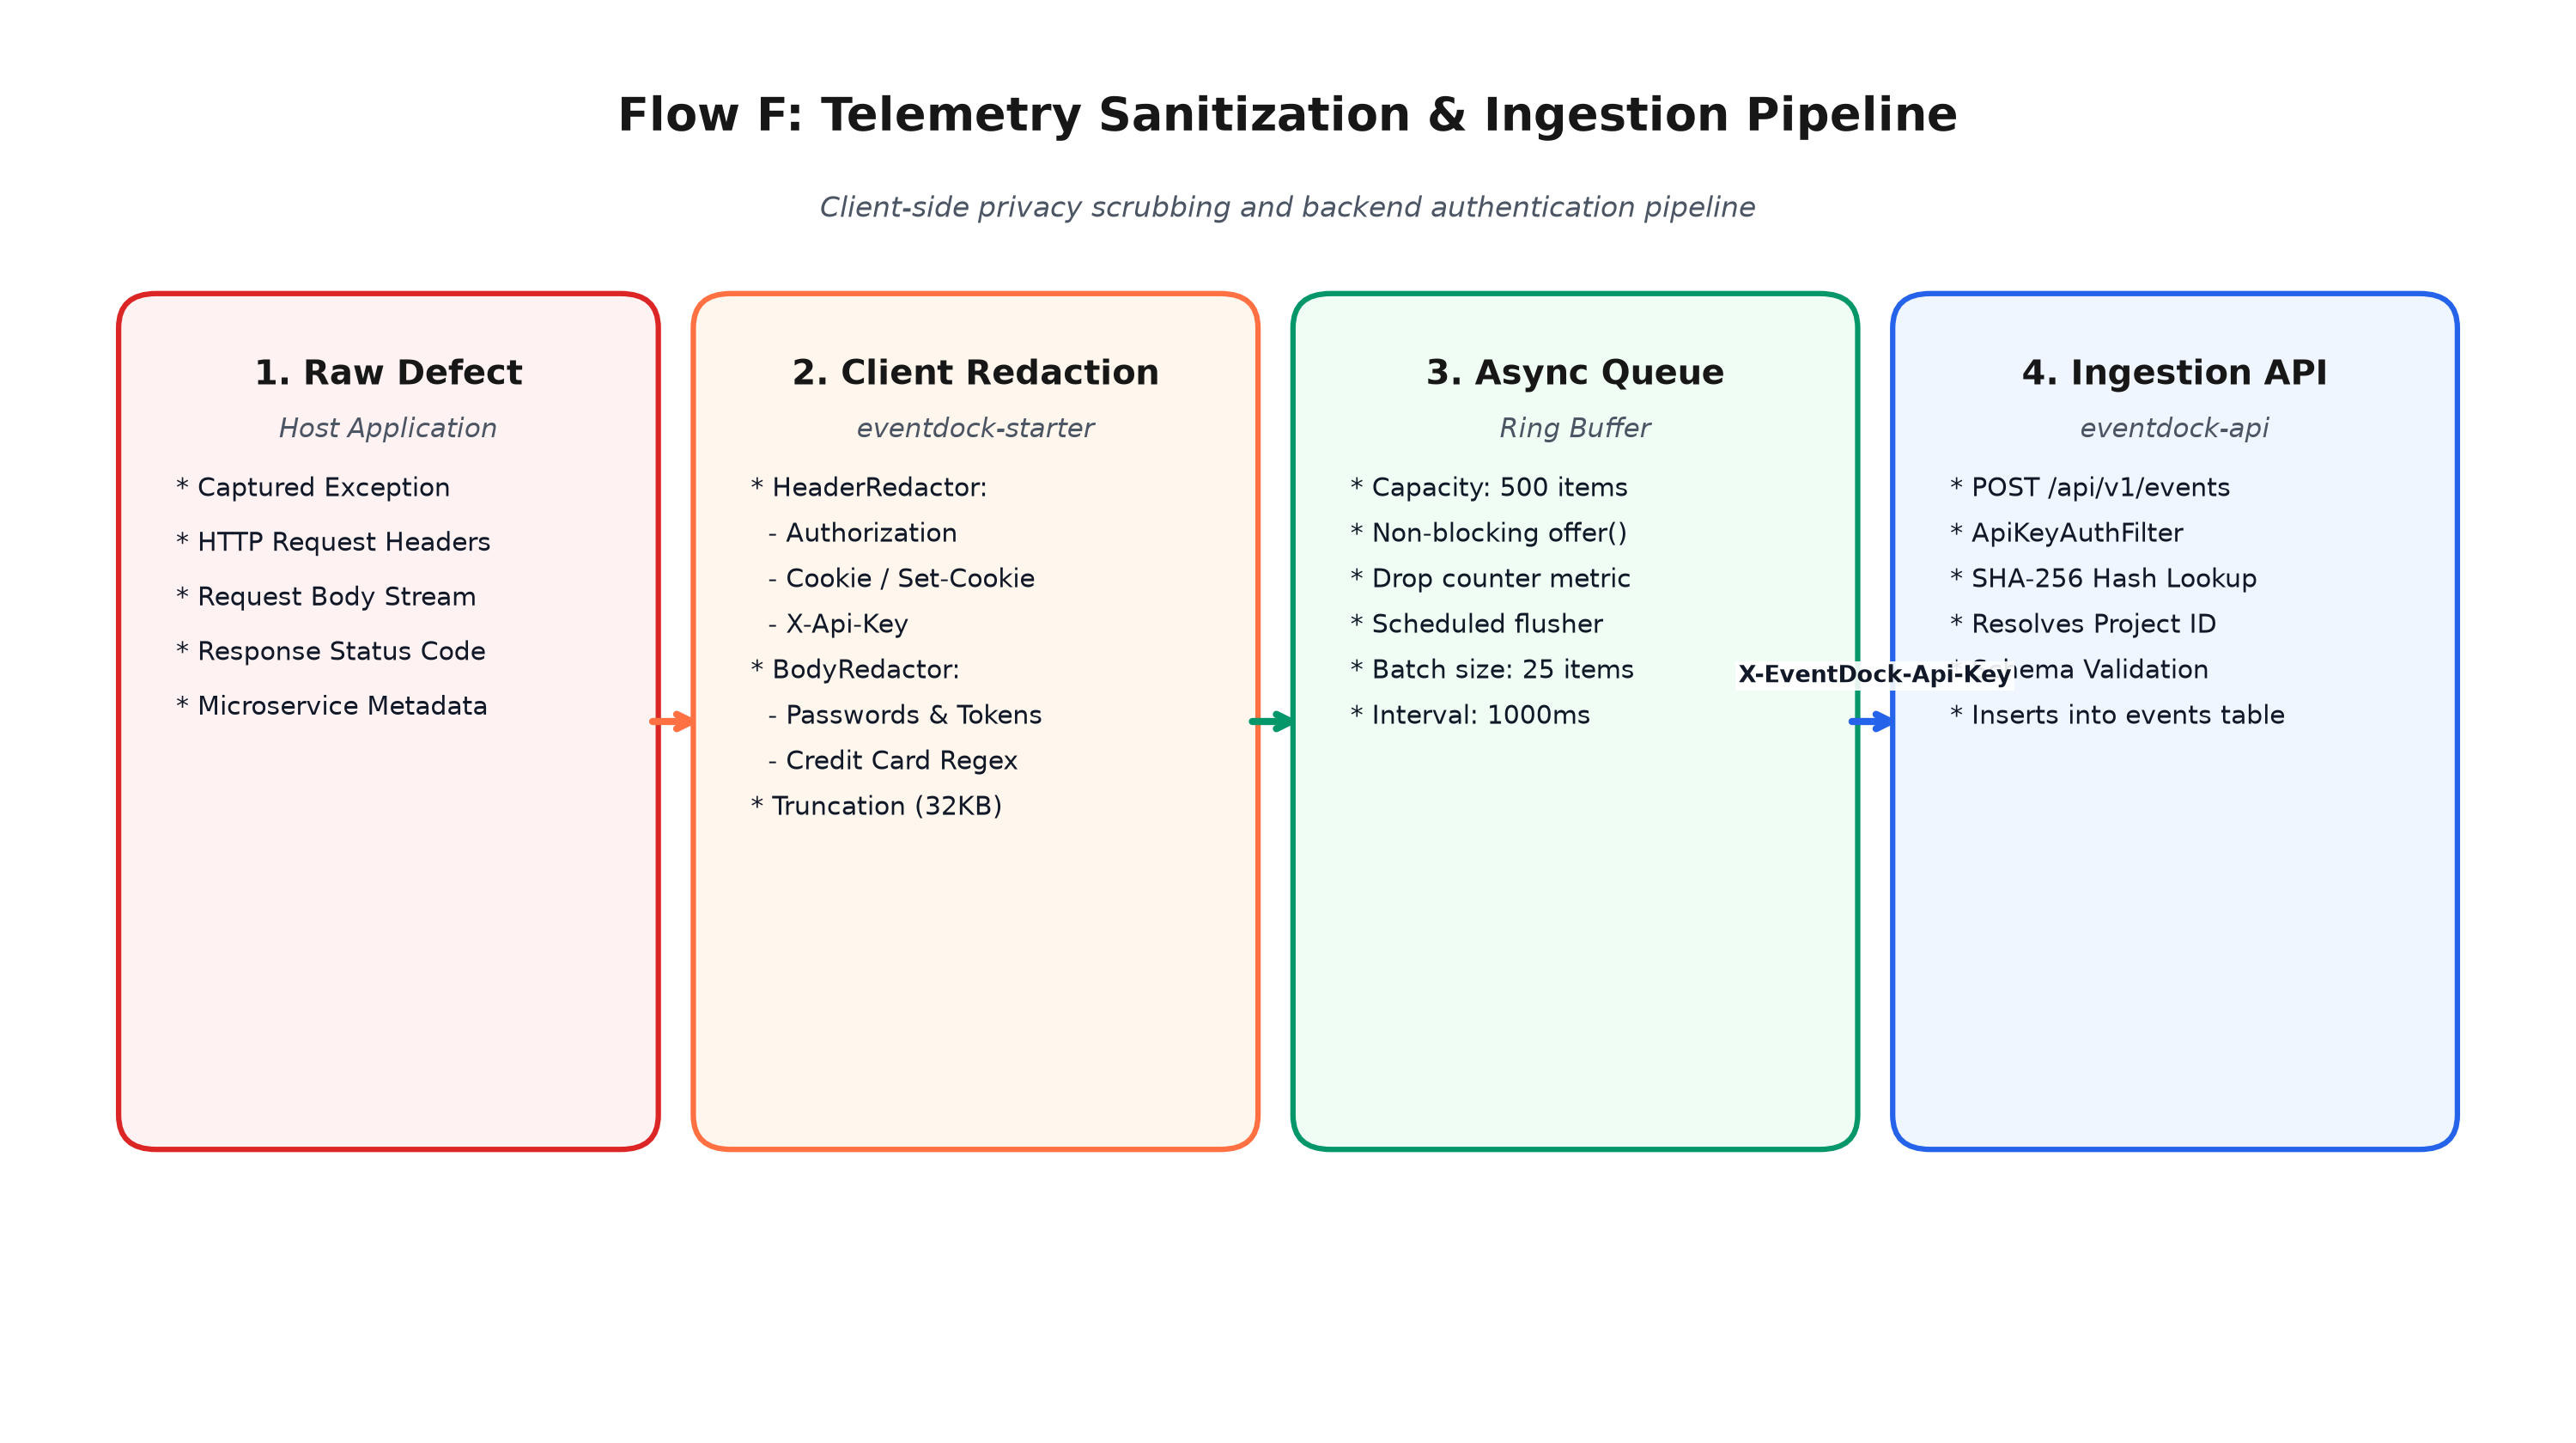 Flow F: Telemetry Sanitization & Ingestion Pipeline
Client-side privacy scrubbing and backend authentication pipeline
1. Raw Defect
Host Application
* Captured Exception
* HTTP Request Headers
* Request Body Stream
* Response Status Code
* Microservice Metadata
2. Client Redaction
eventdock-starter
* HeaderRedactor:
- Authorization
- Cookie / Set-Cookie
- X-Api-Key
* BodyRedactor:
- Passwords & Tokens
- Credit Card Regex
* Truncation (32KB)
3. Async Queue
Ring Buffer
* Capacity: 500 items
* Non-blocking offer()
* Drop counter metric
* Scheduled flusher
* Batch size: 25 items
* Interval: 1000ms
X-EventDock-Api-Key
4. Ingestion API
eventdock-api
* POST /api/v1/events
* ApiKeyAuthFilter
* SHA-256 Hash Lookup
* Resolves Project ID
* Schema Validation
* Inserts into events table